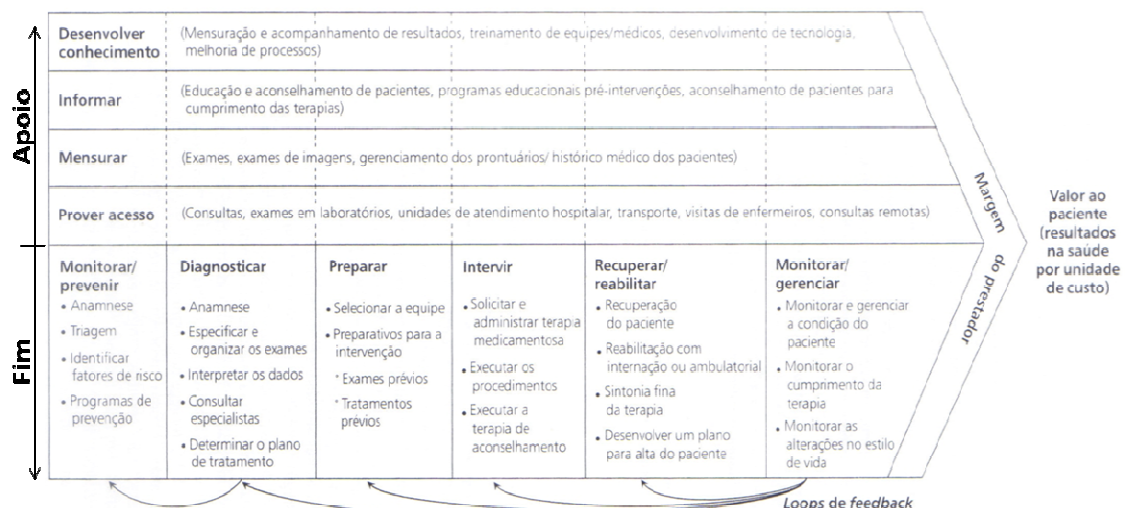 Apoio
Desenvolver
conhecimento
(Mensuração e acompanhamento de resultados, treinamento de equipes/médicos, desenvolvimento de tecnologia,
melhoria de processos)
Informar
(Educação e aconselhamento de pacientes, programas educacionais pré-intervenções, aconselhamento de pacientes para
cumprimento das terapias)
Mensurar
(Exames, exames de imagens, gerenciamento dos prontuários/ histórico médico dos pacientes)
Prover acesso
(Consultas, exames em laboratórios, unidades de atendimento hospitalar, transporte, visitas de enfermeiros, consultas remotas)
Fim
Monitorar/
prevenir
• Anamnese
• Triagem
• Identificar
fatores de risco
• Programas de
prevenção
Diagnosticar
• Anamnese
• Especificar e
organizar os exames
• Interpretar os dados
• Consultar
especialistas
• Determinar o plano
de tratamento
Preparar
• Selecionar a equipe
• Preparativos para a
intervenção
• Exames prévios
• Tratamentos
prévios
Intervir
• Solicitar e
administrar terapia
medicamentosa
• Executar os
procedimentos
• Executar a
terapia de
aconselhamento
Recuperar/
reabilitar
• Recuperação
do paciente
• Reabilitação com
internação ou ambulatorial
• Sintonia fina
da terapia
• Desenvolver um plano
para alta do paciente
Monitorar/
gerenciar
• Monitorar e gerenciar
a condição do
paciente
• Monitorar o
cumprimento da
terapia
• Monitorar as
alterações no estilo
de vida
Margem do prestador
Valor ao
paciente
(resultados
na saúde
por unidade
de custo)
Loops de feedback